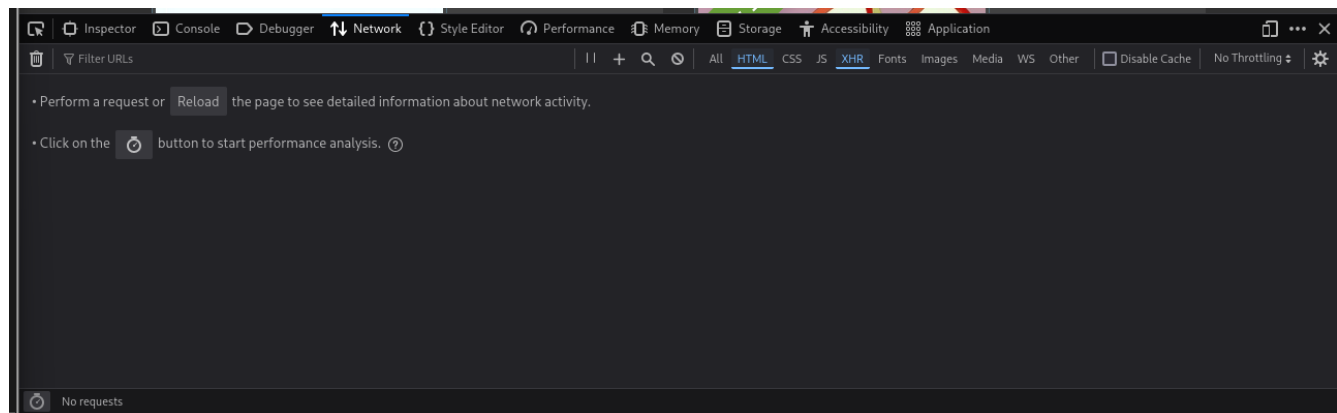 Inspector Console Debugger Network Style Editor Performance Memory Storage Accessibility Application
Filter URLs All HTML CSS JS XHR Fonts Images Media WS Other Disable Cache No Throttling
• Perform a request or Reload the page to see detailed information about network activity.
• Click on the button to start performance analysis.
No requests